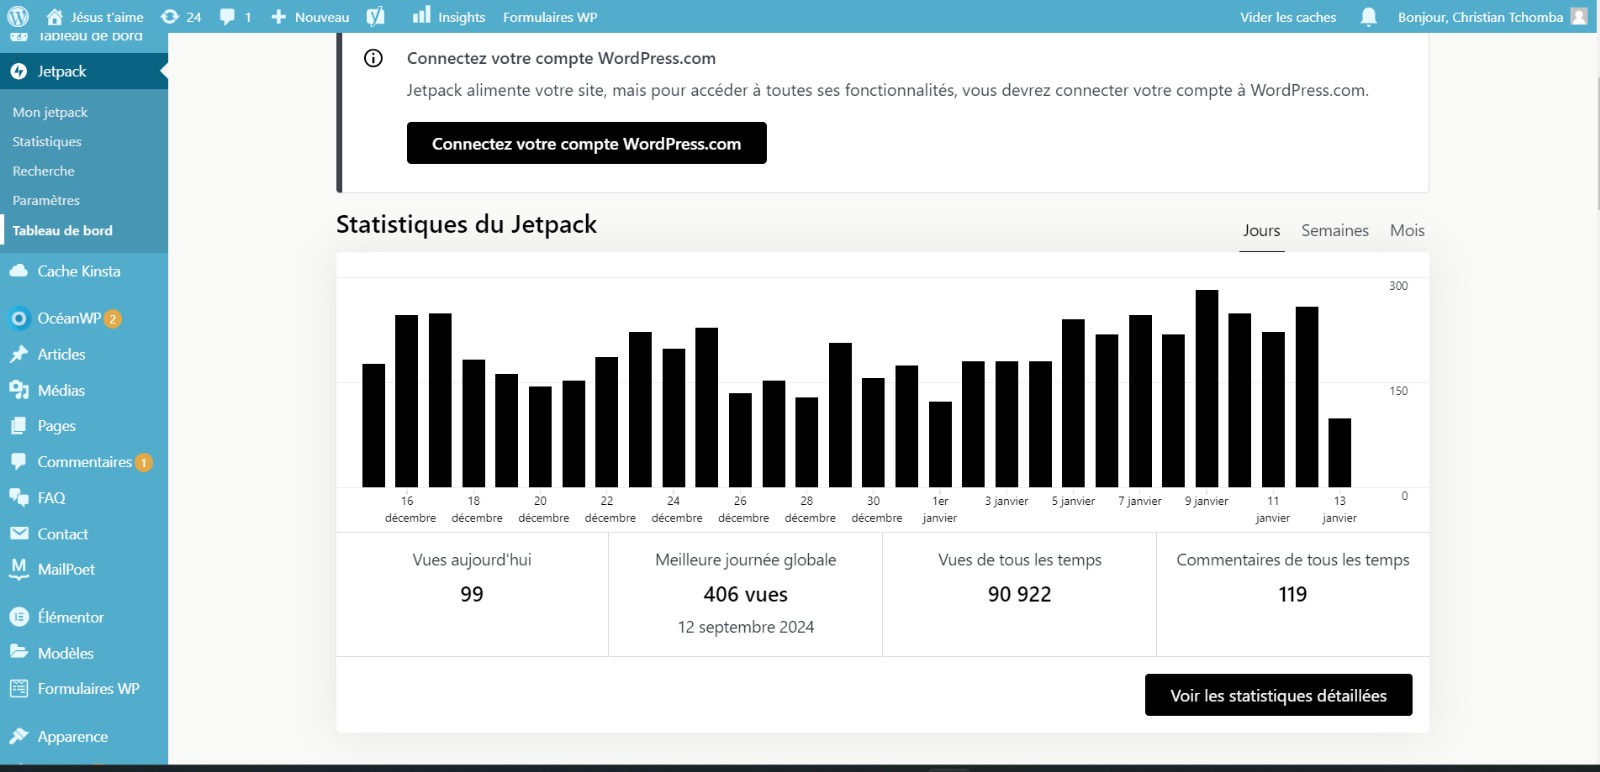 Jésus t'aime 24 1 Nouveau Insights Formulaires WP Vider les caches Bonjour, Christian Tchomba
Tableau de bord
Jetpack
Mon jetpack
Statistiques
Recherche
Paramètres
Tableau de bord
Cache Kinsta
OcéanWP 2
Articles
Médias
Pages
Commentaires 1
FAQ
Contact
MailPoet
Élémentor
Modèles
Formulaires WP
Apparence
Connectez votre compte WordPress.com
Jetpack alimente votre site, mais pour accéder à toutes ses fonctionnalités, vous devrez connecter votre compte à WordPress.com.
Connectez votre compte WordPress.com
Statistiques du Jetpack
Jours Semaines Mois
300
150
0
16 décembre
18 décembre
20 décembre
22 décembre
24 décembre
26 décembre
28 décembre
30 décembre
1er janvier
3 janvier
5 janvier
7 janvier
9 janvier
11 janvier
13 janvier
Vues aujourd'hui
99
Meilleure journée globale
406 vues
12 septembre 2024
Vues de tous les temps
90 922
Commentaires de tous les temps
119
Voir les statistiques détaillées